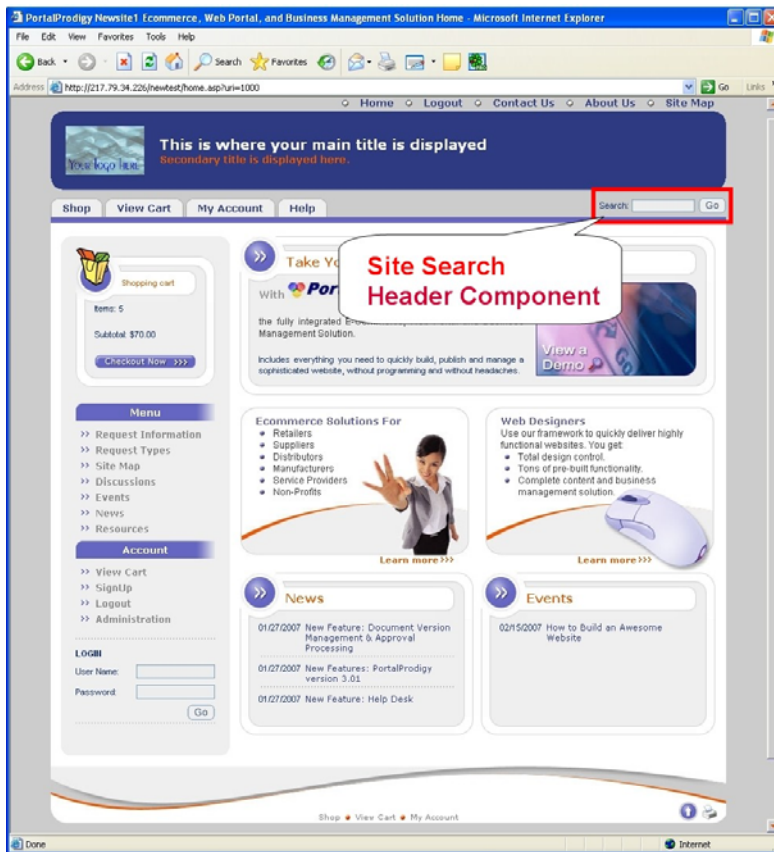 PortalProdigy Newsite1 Ecommerce, Web Portal, and Business Management Solution Home - Microsoft Internet Explorer
File Edit View Favorites Tools Help
Back Search Favorites
Address http://217.79.34.226/newtest/home.asp?uri=1000 Go Links
Home Logout Contact Us About Us Site Map
YOUR LOGO HERE
This is where your main title is displayed
Secondary title is displayed here.
Shop View Cart My Account Help
Search: Go
Site Search
Header Component
Shopping cart
Items: 5
Subtotal: $70.00
Checkout Now >>>
Menu
Request Information
Request Types
Site Map
Discussions
Events
News
Resources
Account
View Cart
SignUp
Logout
Administration
LOGIN
User Name:
Password:
Go
Take
With
the fully integrated
Management Solution.
Includes everything you need to quickly build, publish and manage a
sophisticated website, without programming and without headaches.
View a
Demo
Ecommerce Solutions For
Retailers
Suppliers
Distributors
Manufacturers
Service Providers
Non-Profits
Learn more>>>
Web Designers
Use our framework to quickly deliver highly
functional websites. You get:
Total design control.
Tons of pre-built functionality.
Complete content and business
management solution.
Learn more>>>
News
01/27/2007 New Feature: Document Version
Management & Approval
Processing
01/27/2007 New Features: PortalProdigy
version 3.01
01/27/2007 New Feature: Help Desk
Events
02/15/2007 How to Build an Awesome
Website
Shop View Cart My Account
Done Internet